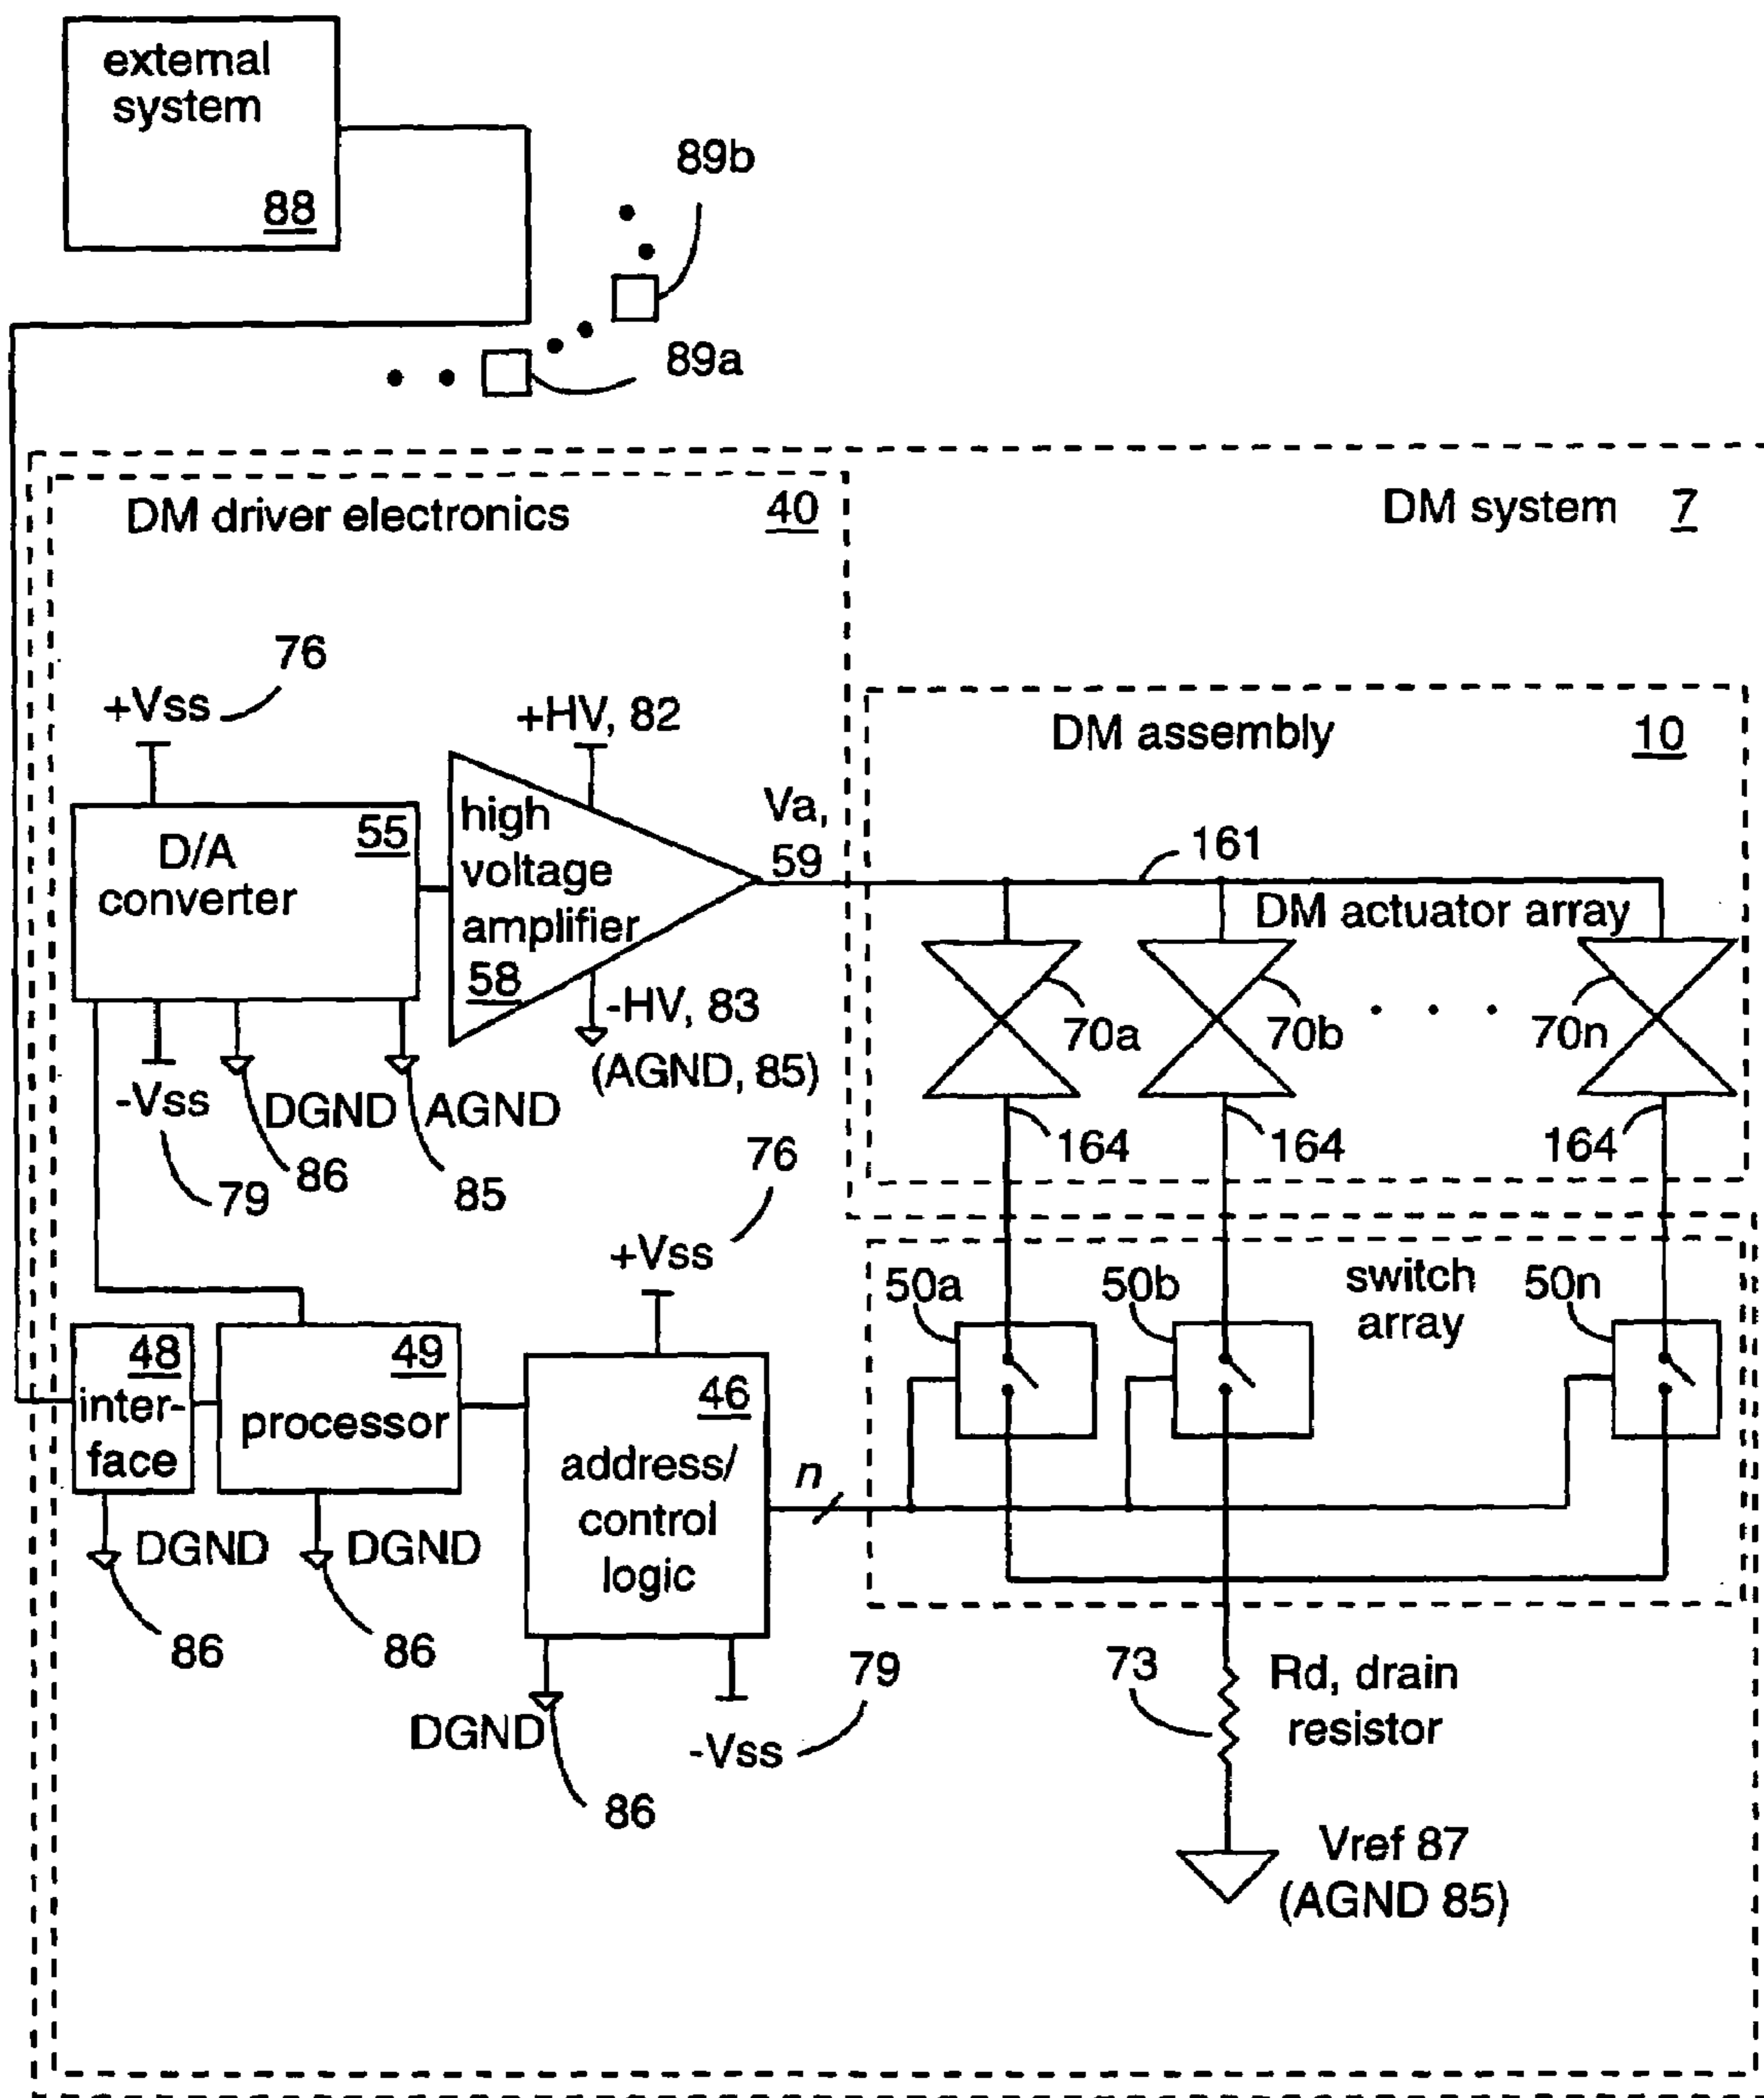 external
system
88
89b
89a
DM driver electronics 40
DM system 7
76
+Vss
+HV, 82
DM assembly 10
D/A
converter
55
high
voltage
amplifier
58
Va,
59
161
DM actuator array
70a
70b
. . .
70n
-HV, 83
(AGND, 85)
-Vss
DGND
AGND
79
86
85
164
164
164
76
+Vss
50a
50b
switch
array
50n
48
inter-
face
49
processor
46
address/
control
logic
n
DGND
DGND
86
86
DGND
86
79
-Vss
73
Rd, drain
resistor
Vref 87
(AGND 85)